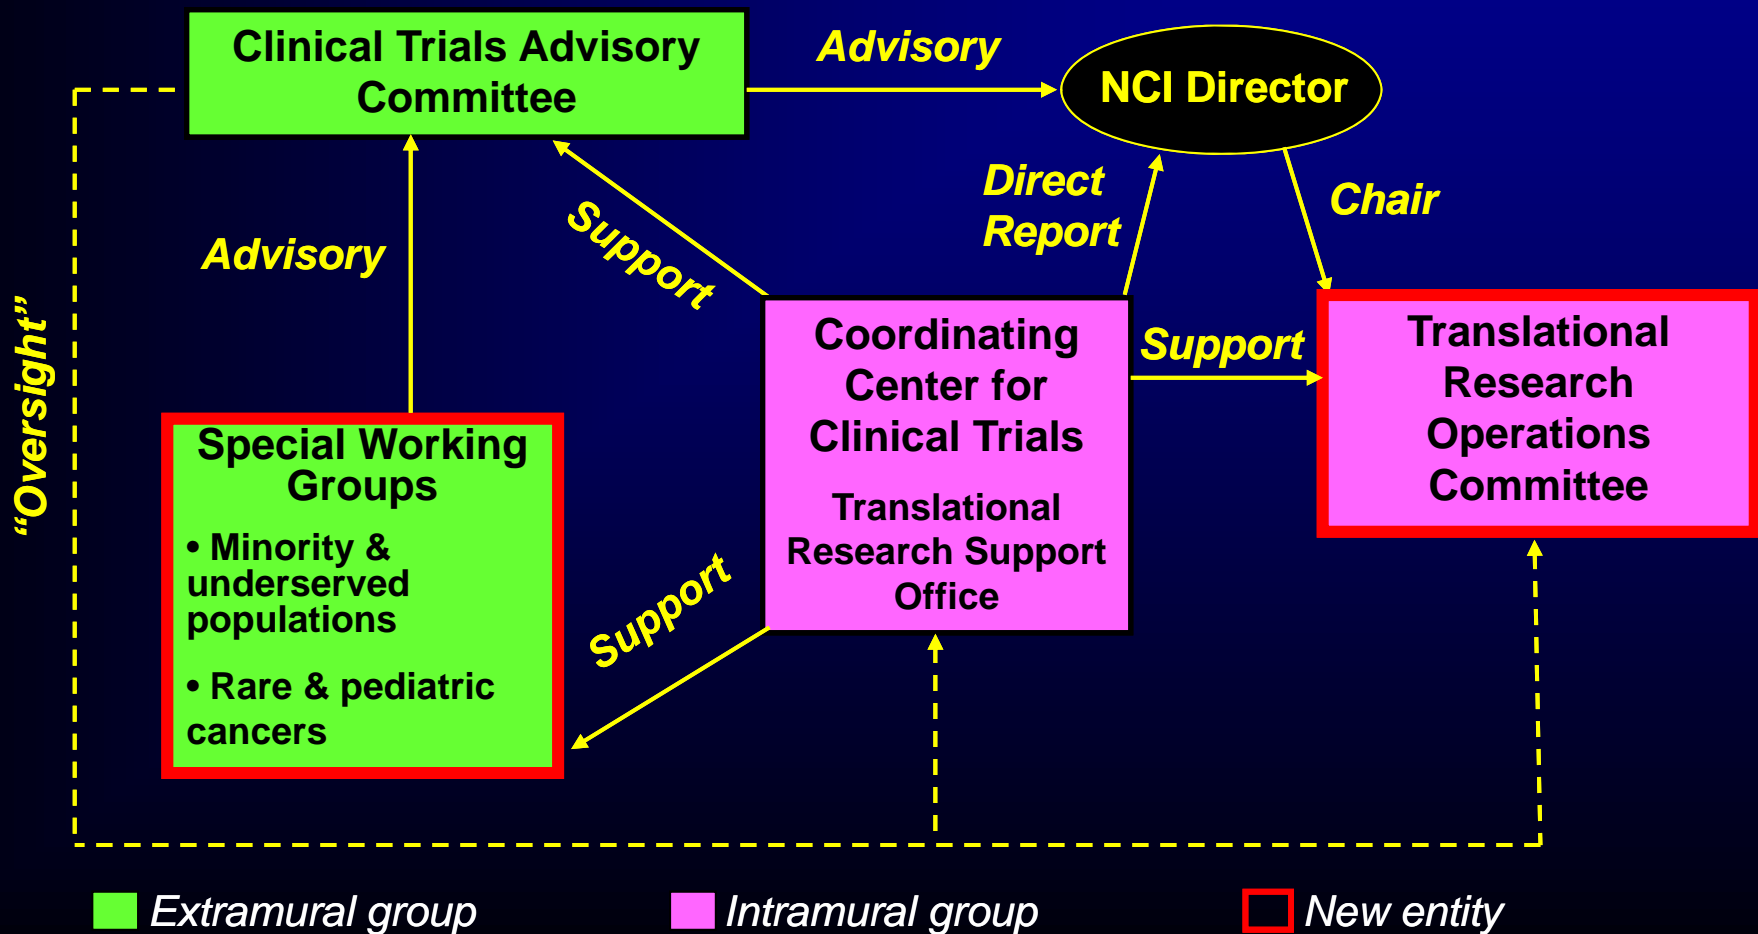 Clinical Trials Advisory
Committee
Advisory
NCI Director
Direct
Report
Chair
Advisory
Support
"Oversight"
Special Working
Groups
• Minority &
underserved
populations
• Rare & pediatric
cancers
Support
Coordinating
Center for
Clinical Trials
Translational
Research Support
Office
Support
Translational
Research
Operations
Committee
Extramural group
Intramural group
New entity